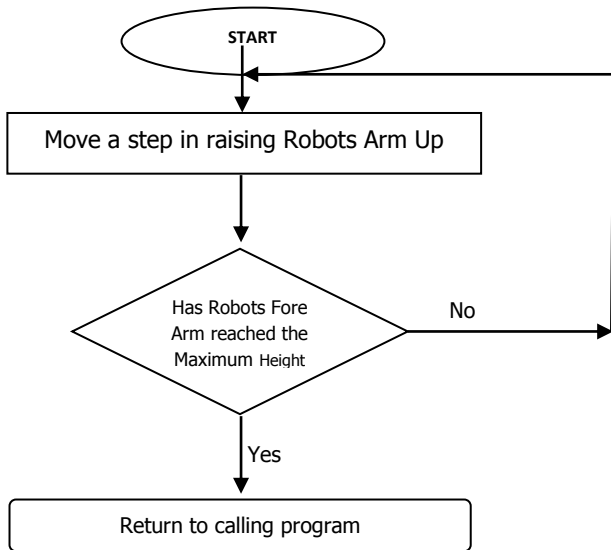 START
Move a step in raising Robots Arm Up
Has Robots Fore
Arm reached the
Maximum Height
No
Yes
Return to calling program